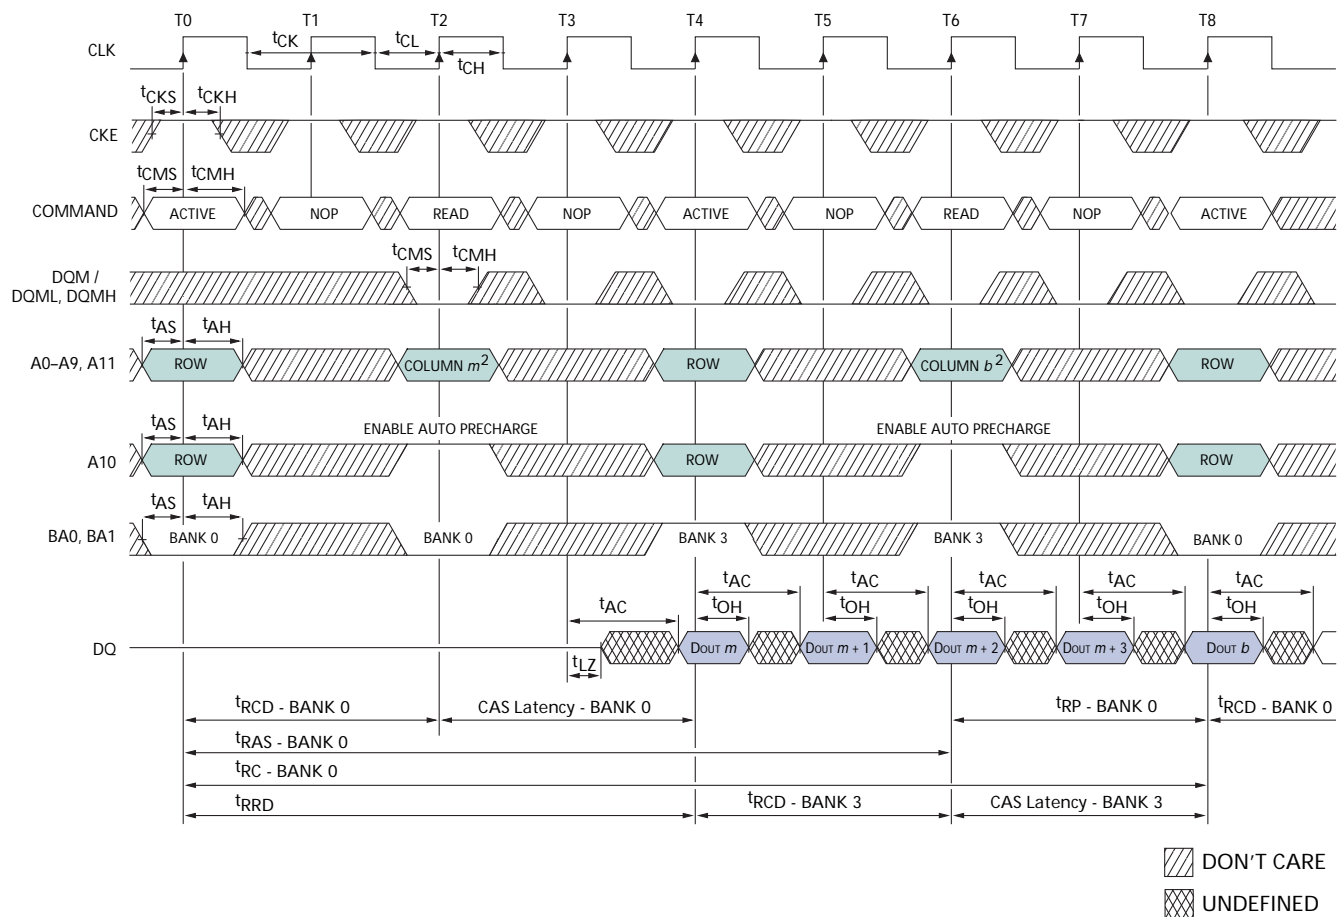 T0 T1 T2 T3 T4 T5 T6 T7 T8
CLK
tCK tCL
tCH
tCKS tCKH
CKE
tCMS tCMH
COMMAND ACTIVE NOP READ NOP ACTIVE NOP READ NOP ACTIVE
tCMS tCMH
DQM /
DQML, DQMH
tAS tAH
A0–A9, A11 ROW COLUMN m2 ROW COLUMN b2 ROW
tAS tAH ENABLE AUTO PRECHARGE ENABLE AUTO PRECHARGE
A10 ROW ROW ROW
tAS tAH
BA0, BA1 BANK 0 BANK 0 BANK 3 BANK 3 BANK 0
tAC tAC tAC tAC tAC tAC
tOH tOH tOH tOH tOH
DQ DOUT m DOUT m + 1 DOUT m + 2 DOUT m + 3 DOUT b
tLZ
tRCD - BANK 0 CAS Latency - BANK 0 tRP - BANK 0 tRCD - BANK 0
tRAS - BANK 0
tRC - BANK 0
tRRD tRCD - BANK 3 CAS Latency - BANK 3
DON'T CARE
UNDEFINED